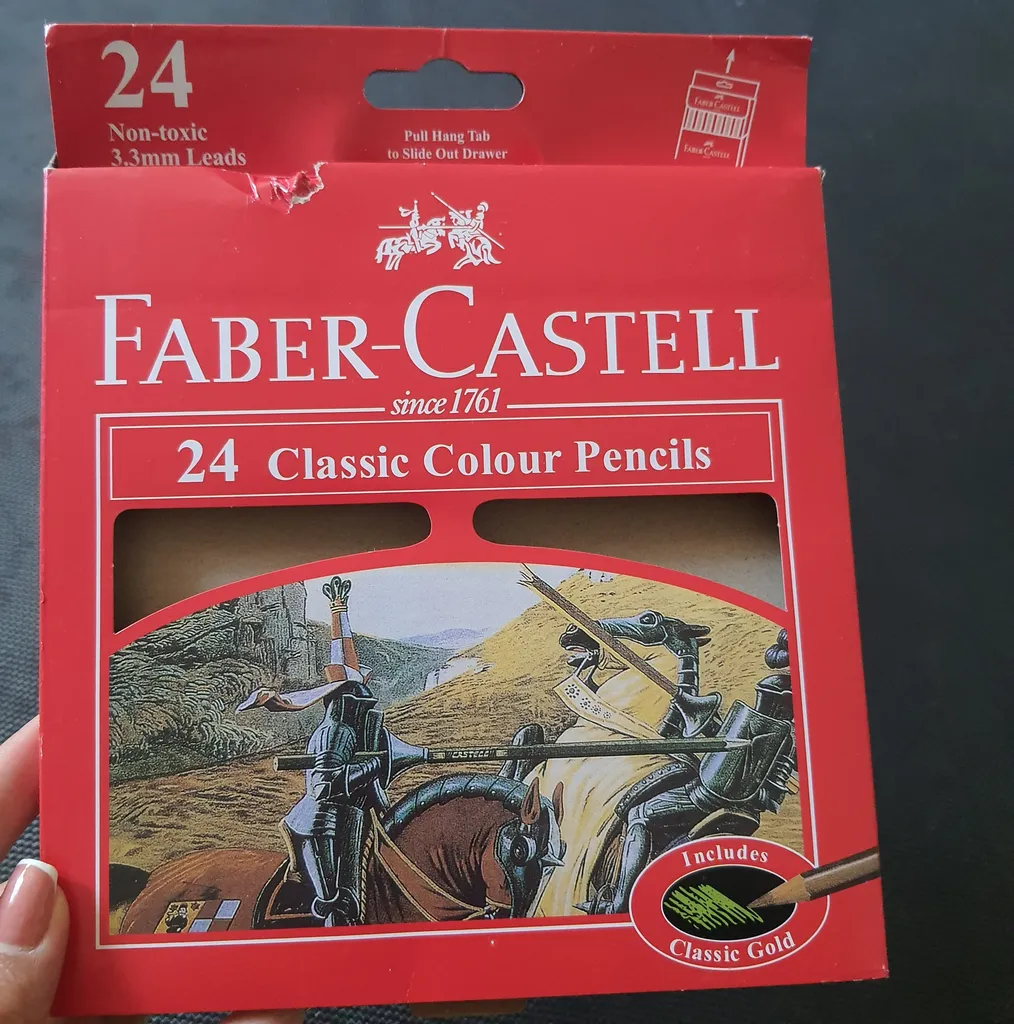 24
Non-toxic
3.3mm Leads
Pull Hang Tab
to Slide Out Drawer
FABER CASTELL
FABER CASTELL
FABER-CASTELL
since 1761
24 Classic Colour Pencils
CASTELL
Includes
Classic Gold